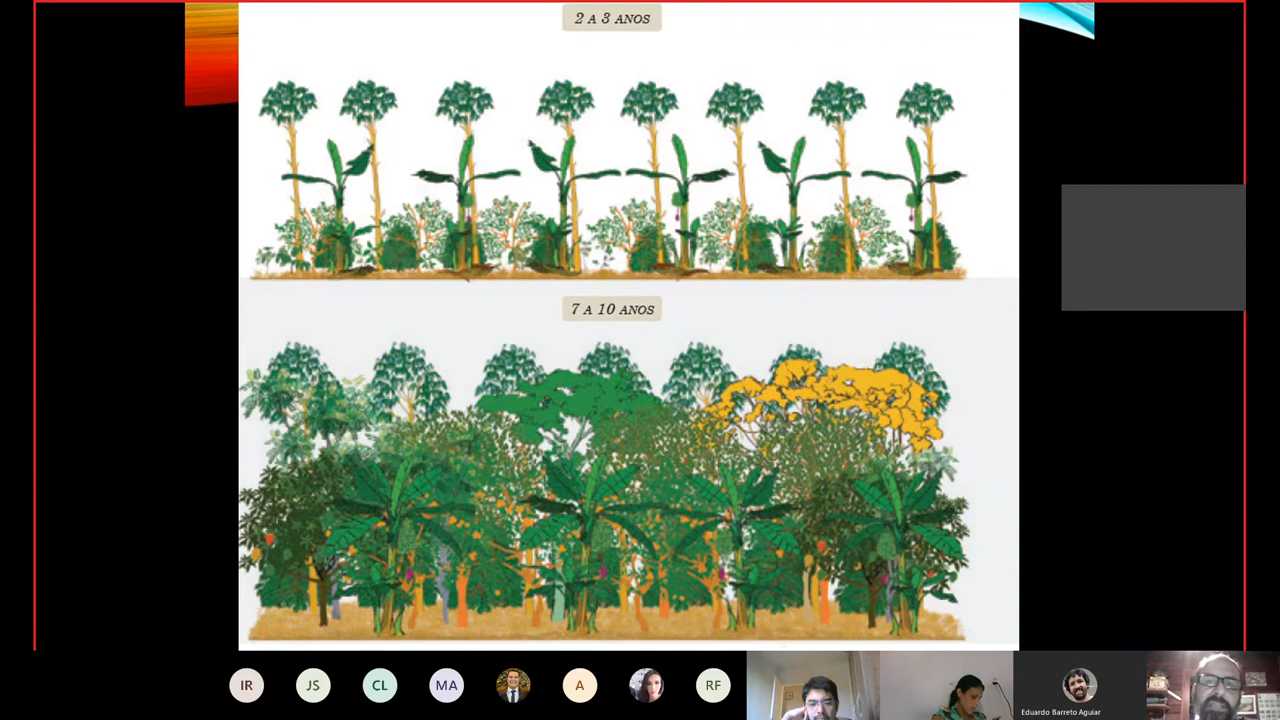 2 A 3 ANOS
7 A 10 ANOS
IR
JS
CL
MA
A
RF
Eduardo Barreto Aguiar